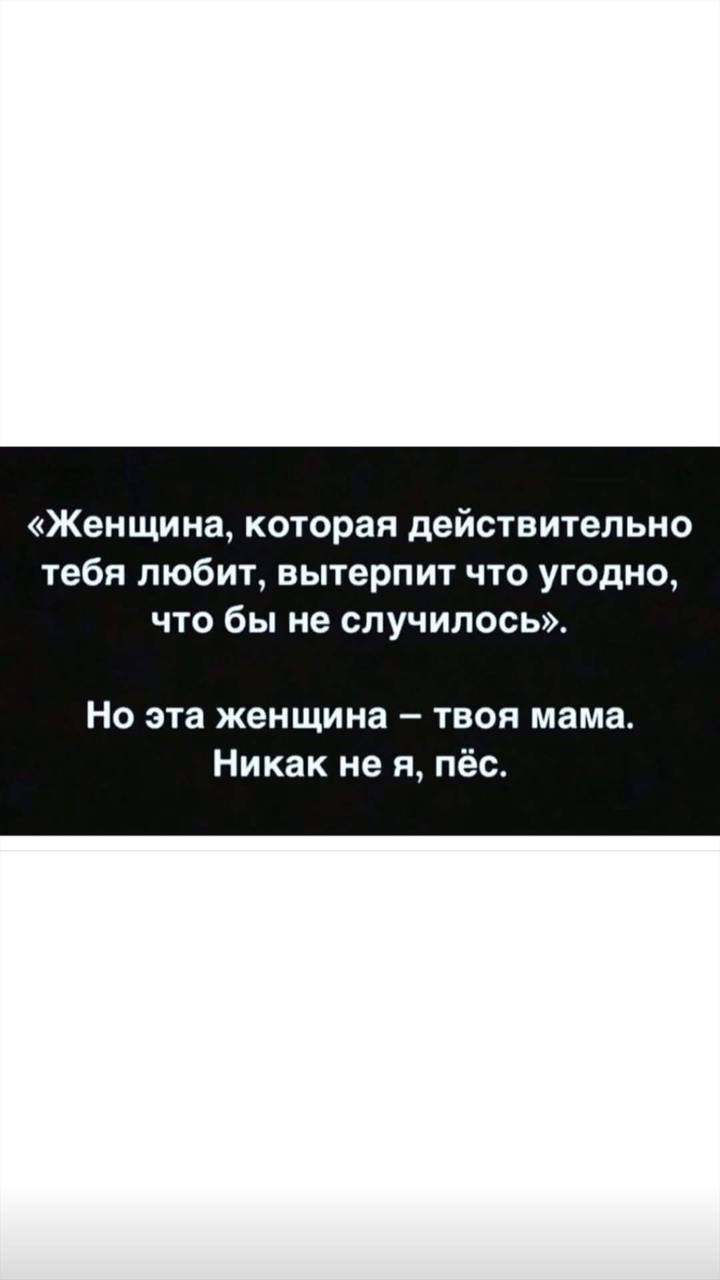 «Женщина, которая действительно
тебя любит, вытерпит что угодно,
что бы не случилось».
Но эта женщина – твоя мама.
Никак не я, пёс.